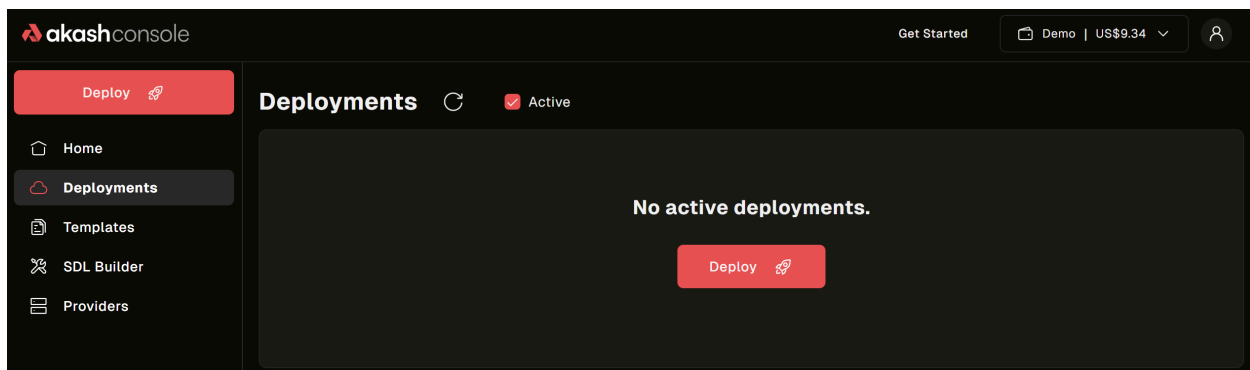 akashconsole
Get Started
Demo | US$9.34
Deploy
Home
Deployments
Templates
SDL Builder
Providers
Deployments
Active
No active deployments.
Deploy